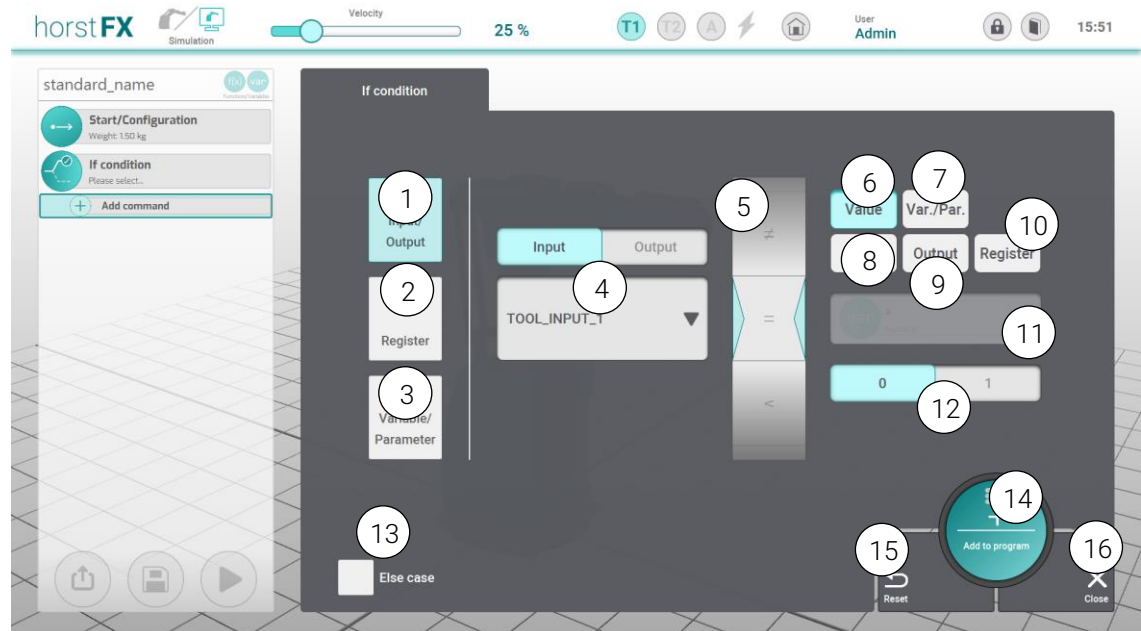 horstFX
Simulation
Velocity
25 %
T1
T2
A
User
Admin
15:51
standard_name
f(x)
var
Functions/Variables
Start/Configuration
Weight: 1.50 kg
If condition
Please select...
+ Add command
If condition
1
Output
2
Register
3
Variable/
Parameter
Input
Output
4
TOOL_INPUT_1
5
≠
=
<
6
Value
7
Var./Par.
8
9
Output
10
Register
11
0
1
12
13
Else case
14
Add to program
15
Reset
16
Close